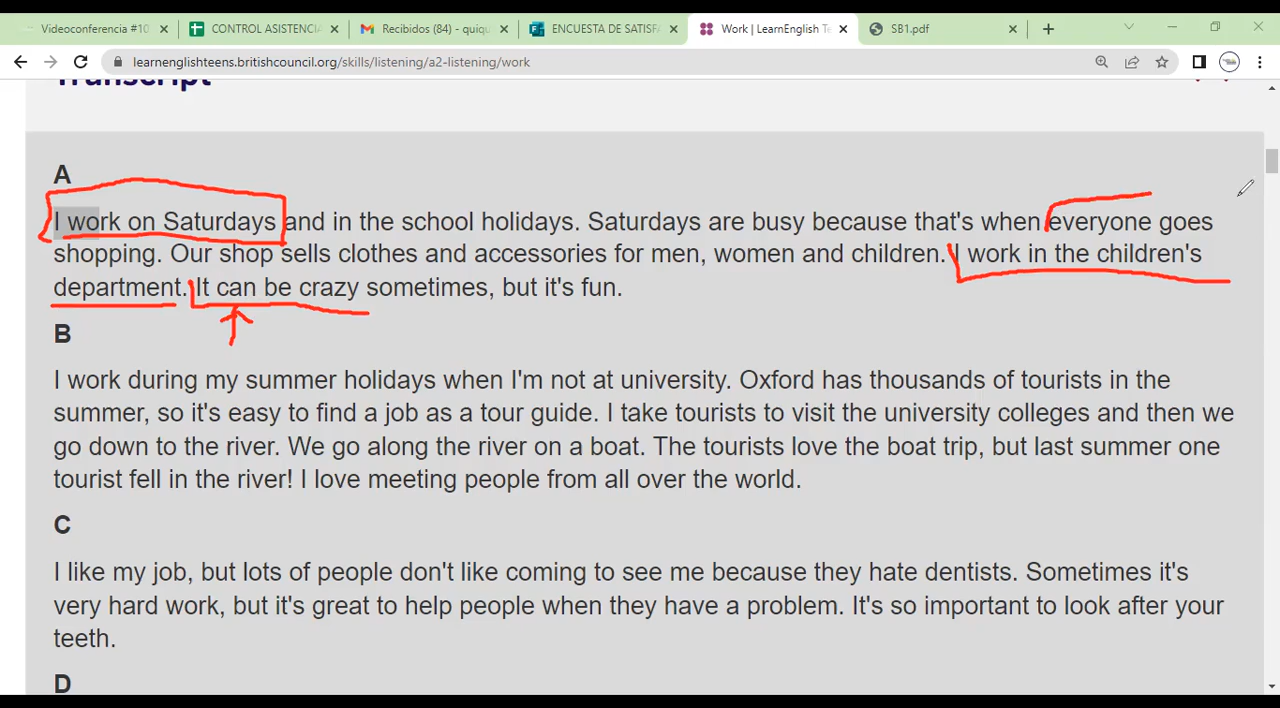 Videoconferencia #10
CONTROL ASISTENCIA
Recibidos (84) - quiqu
ENCUESTA DE SATISF
Work | LearnEnglish Te
SB1.pdf
learnenglishteens.britishcouncil.org/skills/listening/a2-listening/work
Transcript
A
I work on Saturdays and in the school holidays. Saturdays are busy because that's when everyone goes
shopping. Our shop sells clothes and accessories for men, women and children. I work in the children's
department. It can be crazy sometimes, but it's fun.
B
I work during my summer holidays when I'm not at university. Oxford has thousands of tourists in the
summer, so it's easy to find a job as a tour guide. I take tourists to visit the university colleges and then we
go down to the river. We go along the river on a boat. The tourists love the boat trip, but last summer one
tourist fell in the river! I love meeting people from all over the world.
C
I like my job, but lots of people don't like coming to see me because they hate dentists. Sometimes it's
very hard work, but it's great to help people when they have a problem. It's so important to look after your
teeth.
D